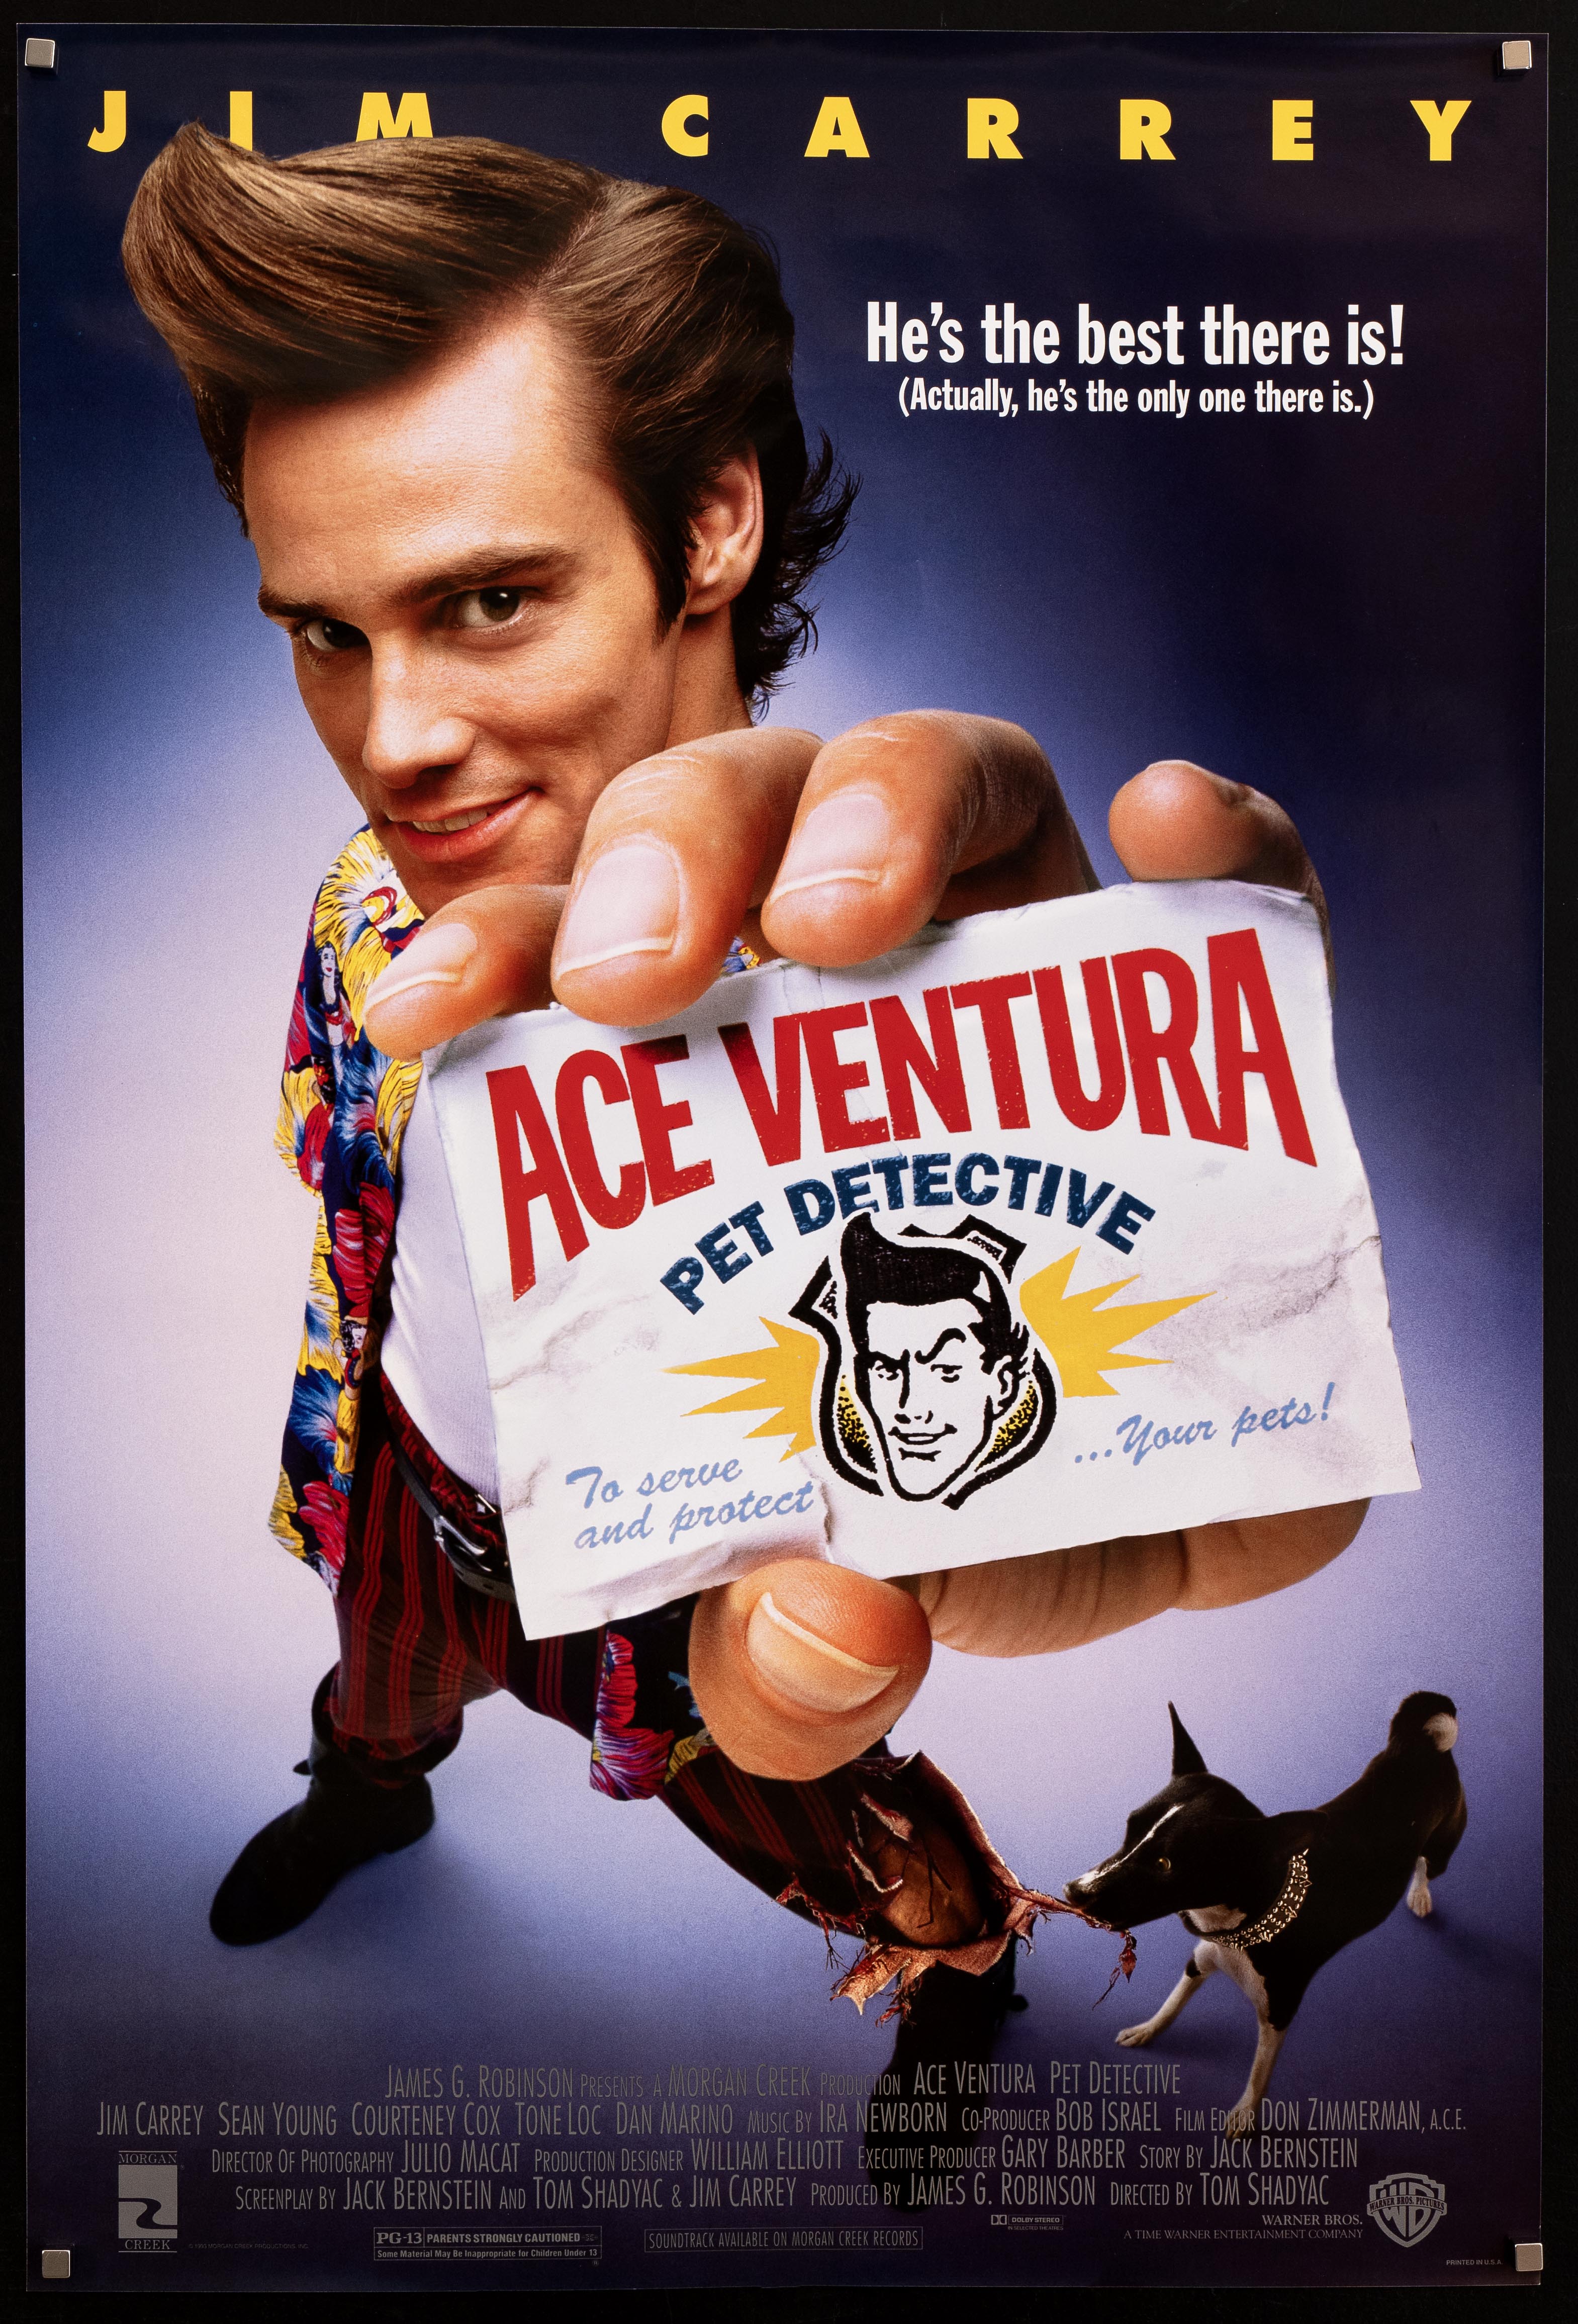 JIM CARREY
He's the best there is!
(Actually, he's the only one there is.)
ACE VENTURA
PET DETECTIVE
To serve
and protect
...Your pets!
JAMES G. ROBINSON PRESENTS A MORGAN CREEK PRODUCTION ACE VENTURA PET DETECTIVE
JIM CARREY SEAN YOUNG COURTENEY COX TONE LOC DAN MARINO MUSIC BY IRA NEWBORN CO-PRODUCER BOB ISRAEL FILM EDITOR DON ZIMMERMAN, A.C.E.
DIRECTOR OF PHOTOGRAPHY JULIO MACAT PRODUCTION DESIGNER WILLIAM ELLIOTT EXECUTIVE PRODUCER GARY BARBER STORY BY JACK BERNSTEIN
SCREENPLAY BY JACK BERNSTEIN AND TOM SHADYAC & JIM CARREY PRODUCED BY JAMES G. ROBINSON DIRECTED BY TOM SHADYAC
MORGAN
CREEK
PG-13 PARENTS STRONGLY CAUTIONED
Some Material May Be Inappropriate for Children Under 13
SOUNDTRACK AVAILABLE ON MORGAN CREEK RECORDS
DOLBY STEREO
IN SELECTED THEATRES
WARNER BROS.
A TIME WARNER ENTERTAINMENT COMPANY
WARNER BROS. PICTURES
PRINTED IN U.S.A.